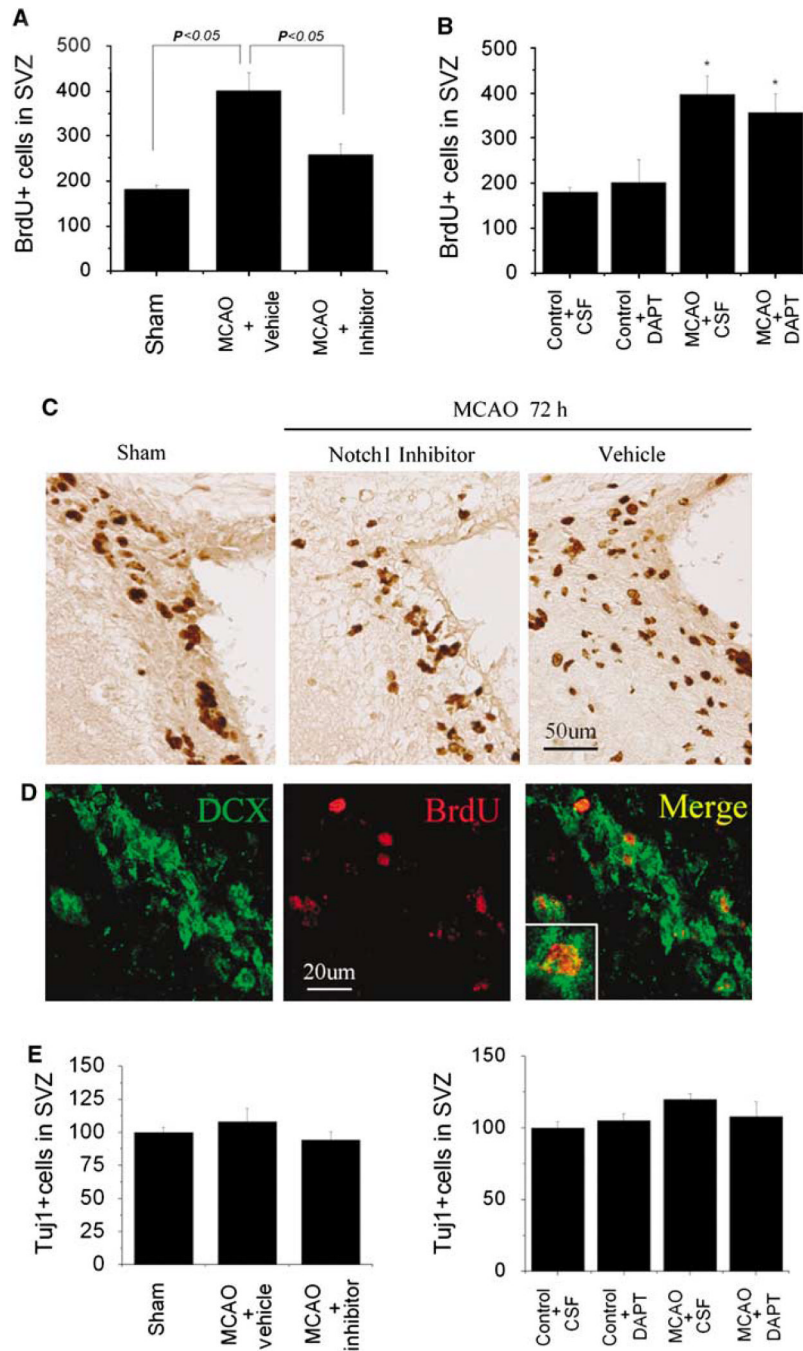 A
P<0.05 P<0.05
BrdU+ cells in SVZ
500
400
300
200
100
0
Sham
MCAO + Vehicle
MCAO + Inhibitor
B
BrdU+ cells in SVZ
500
400
300
200
100
0
* *
Control + CSF
Control + DAPT
MCAO + CSF
MCAO + DAPT
C
MCAO 72 h
Sham
Notch1 Inhibitor
Vehicle
50um
D
DCX
BrdU
Merge
20um
E
Tuj1+cells in SVZ
150
125
100
75
50
25
0
Sham
MCAO + vehicle
MCAO + inhibitor
Tuj1+cells in SVZ
150
100
50
0
Control + CSF
Control + DAPT
MCAO + CSF
MCAO + DAPT